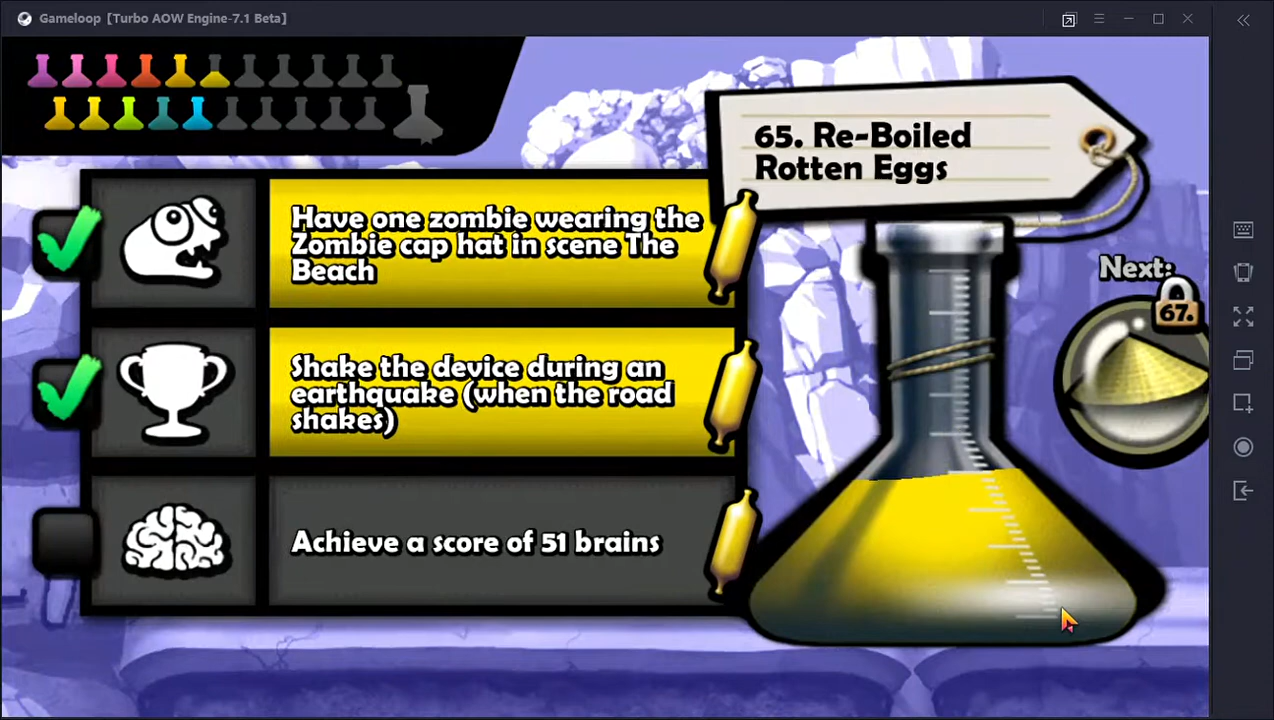 Gameloop【Turbo AOW Engine-7.1 Beta】
65. Re-Boiled
Rotten Eggs
Have one zombie wearing the
Zombie cap hat in scene The
Beach
Next:
67.
Shake the device during an
earthquake (when the road
shakes)
Achieve a score of 51 brains